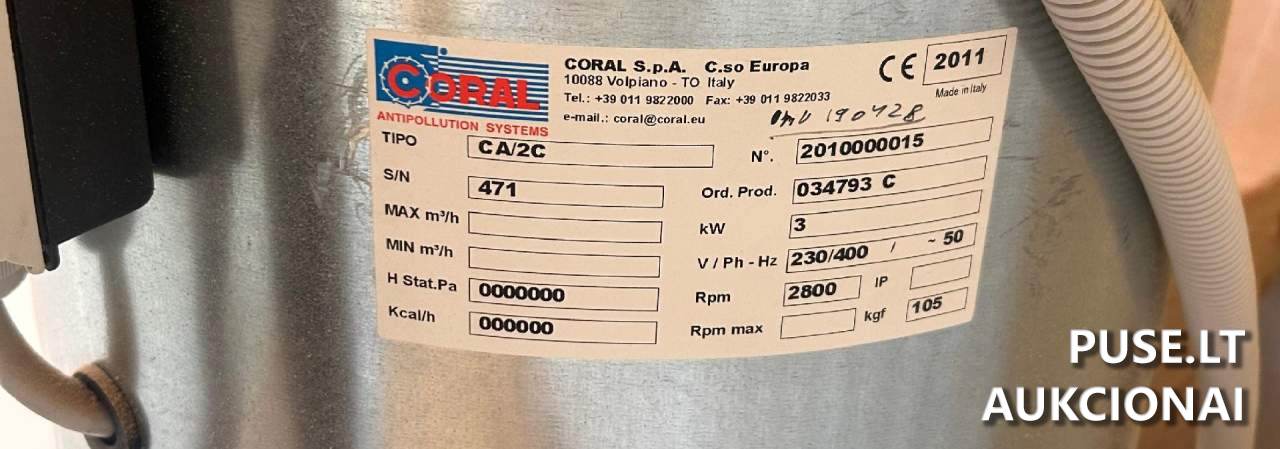 CORAL
ANTIPOLLUTION SYSTEMS
CORAL S.p.A. C.so Europa
10088 Volpiano - TO Italy
Tel.: +39 011 9822000 Fax: +39 011 9822033
e-mail.: coral@coral.eu
CE 2011
Made in Italy
190428
TIPO CA/2C N°. 2010000015
S/N 471 Ord. Prod. 034793 C
MAX m³/h kW 3
MIN m³/h V / Ph - Hz 230/400 / ~ 50
H Stat.Pa 0000000 Rpm 2800 IP
Kcal/h 000000 Rpm max kgf 105
PUSE.LT
AUKCIONAI